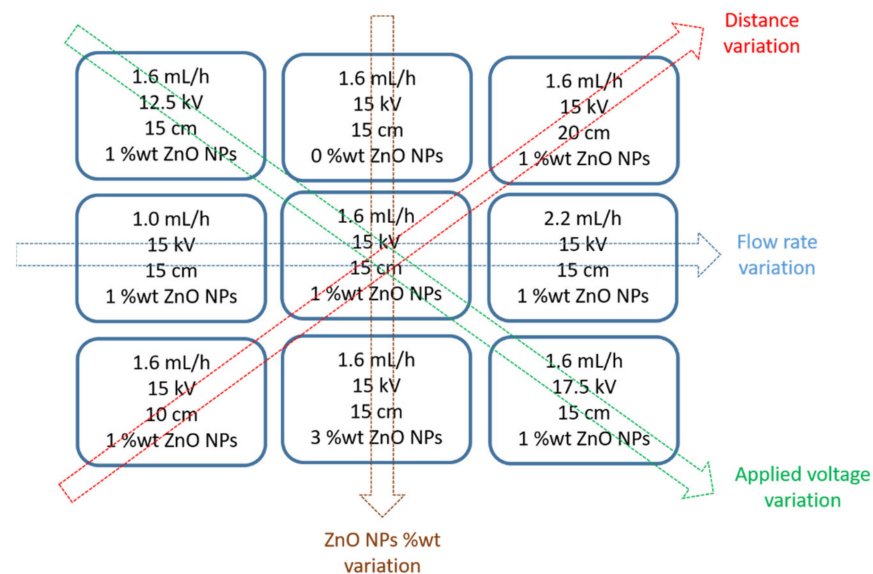 Distance
variation
1.6 mL/h
12.5 kV
15 cm
1 %wt ZnO NPs
1.6 mL/h
15 kV
15 cm
0 %wt ZnO NPs
1.6 mL/h
15 kV
20 cm
1 %wt ZnO NPs
1.0 mL/h
15 kV
15 cm
1 %wt ZnO NPs
1.6 mL/h
15 kV
15 cm
1 %wt ZnO NPs
2.2 mL/h
15 kV
15 cm
1 %wt ZnO NPs
Flow rate
variation
1.6 mL/h
15 kV
10 cm
1 %wt ZnO NPs
1.6 mL/h
15 kV
15 cm
3 %wt ZnO NPs
1.6 mL/h
17.5 kV
15 cm
1 %wt ZnO NPs
Applied voltage
variation
ZnO NPs %wt
variation